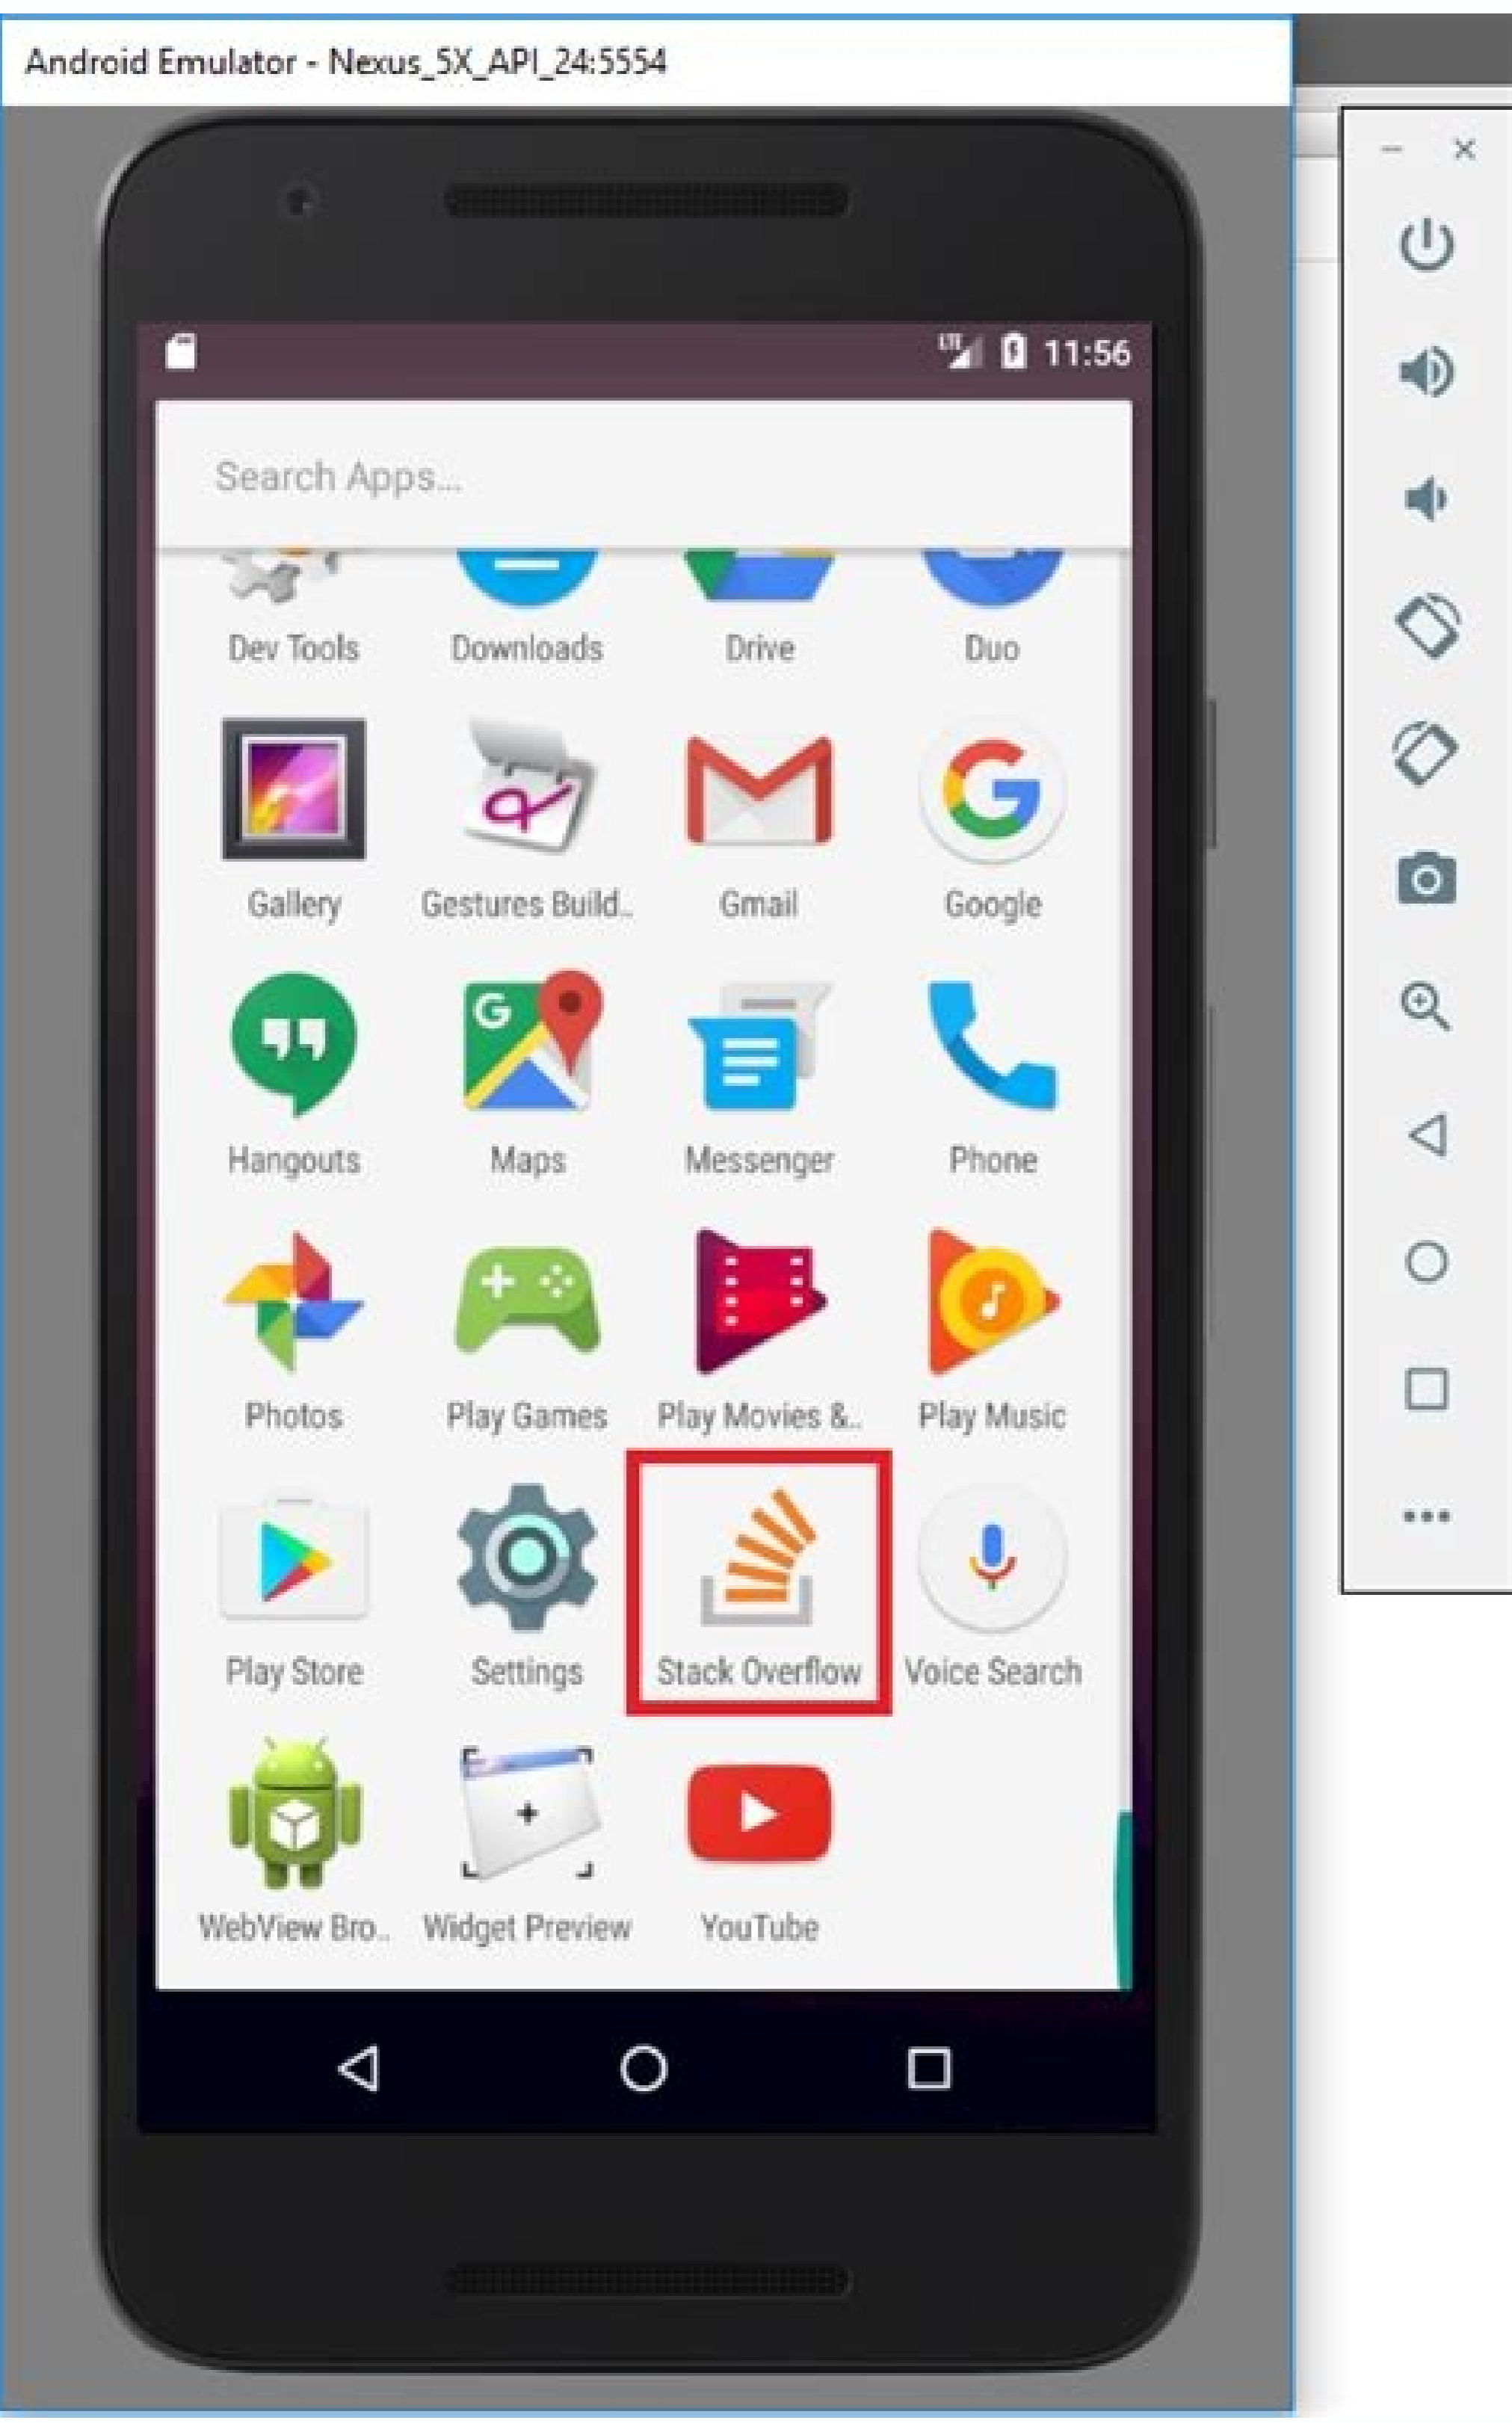 Android Emulator - Nexus_5X_API_24:5554
LTE 11:56
Search Apps...
Dev Tools Downloads Drive Duo
Gallery Gestures Build.. Gmail Google
Hangouts Maps Messenger Phone
Photos Play Games Play Movies &.. Play Music
Play Store Settings Stack Overflow Voice Search
WebView Bro.. Widget Preview YouTube